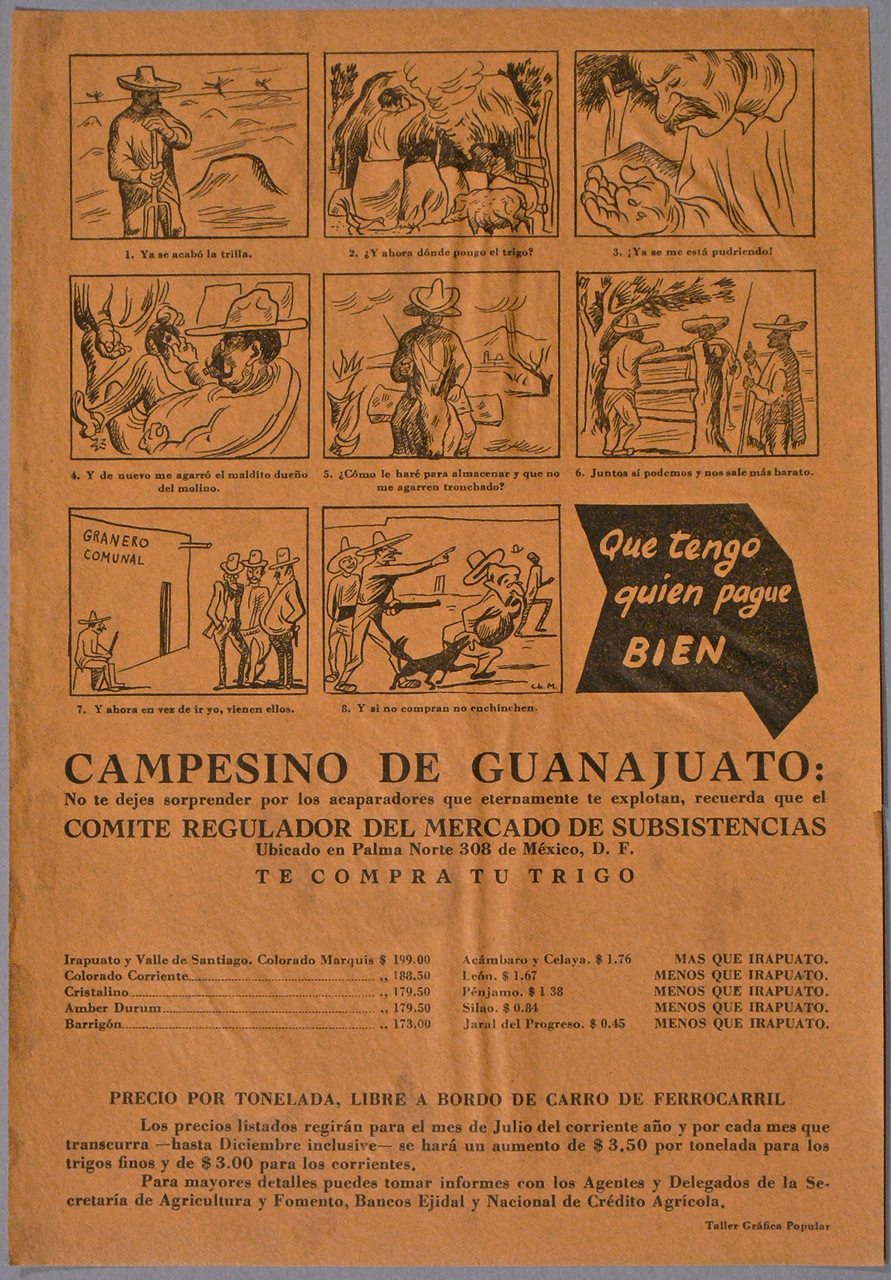 1. Ya se acabó la trilla.
2. ¿Y ahora dónde pongo el trigo?
3. ¡Ya se me está pudriendo!
4. Y de nuevo me agarró el maldito dueño
del molino.
5. ¿Cómo le haré para almacenar y que no
me agarren tronchado?
6. Juntos sí podemos y nos sale más barato.
GRANERO
COMUNAL
7. Y ahora en vez de ir yo, vienen ellos.
Ch. M.
8. Y si no compran no enchinchen.
Que tengo
quien pague
BIEN
CAMPESINO DE GUANAJUATO:
No te dejes sorprender por los acaparadores que eternamente te explotan, recuerda que el
COMITE REGULADOR DEL MERCADO DE SUBSISTENCIAS
Ubicado en Palma Norte 308 de México, D. F.
TE COMPRA TU TRIGO
Irapuato y Valle de Santiago. Colorado Marquis $ 199.00
Colorado Corriente ,, 188.50
Cristalino ,, 179.50
Amber Durum ,, 179.50
Barrigón ,, 173.00
Acámbaro y Celaya. $ 1.76 MAS QUE IRAPUATO.
León. $ 1.67 MENOS QUE IRAPUATO.
Pénjamo. $ 1 38 MENOS QUE IRAPUATO.
Silao. $ 0.84 MENOS QUE IRAPUATO.
Jaral del Progreso. $ 0.45 MENOS QUE IRAPUATO.
PRECIO POR TONELADA, LIBRE A BORDO DE CARRO DE FERROCARRIL
Los precios listados regirán para el mes de Julio del corriente año y por cada mes que
transcurra —hasta Diciembre inclusive— se hará un aumento de $ 3.50 por tonelada para los
trigos finos y de $ 3.00 para los corrientes.
Para mayores detalles puedes tomar informes con los Agentes y Delegados de la Se-
cretaría de Agricultura y Fomento, Bancos Ejidal y Nacional de Crédito Agrícola.
Taller Gráfica Popular